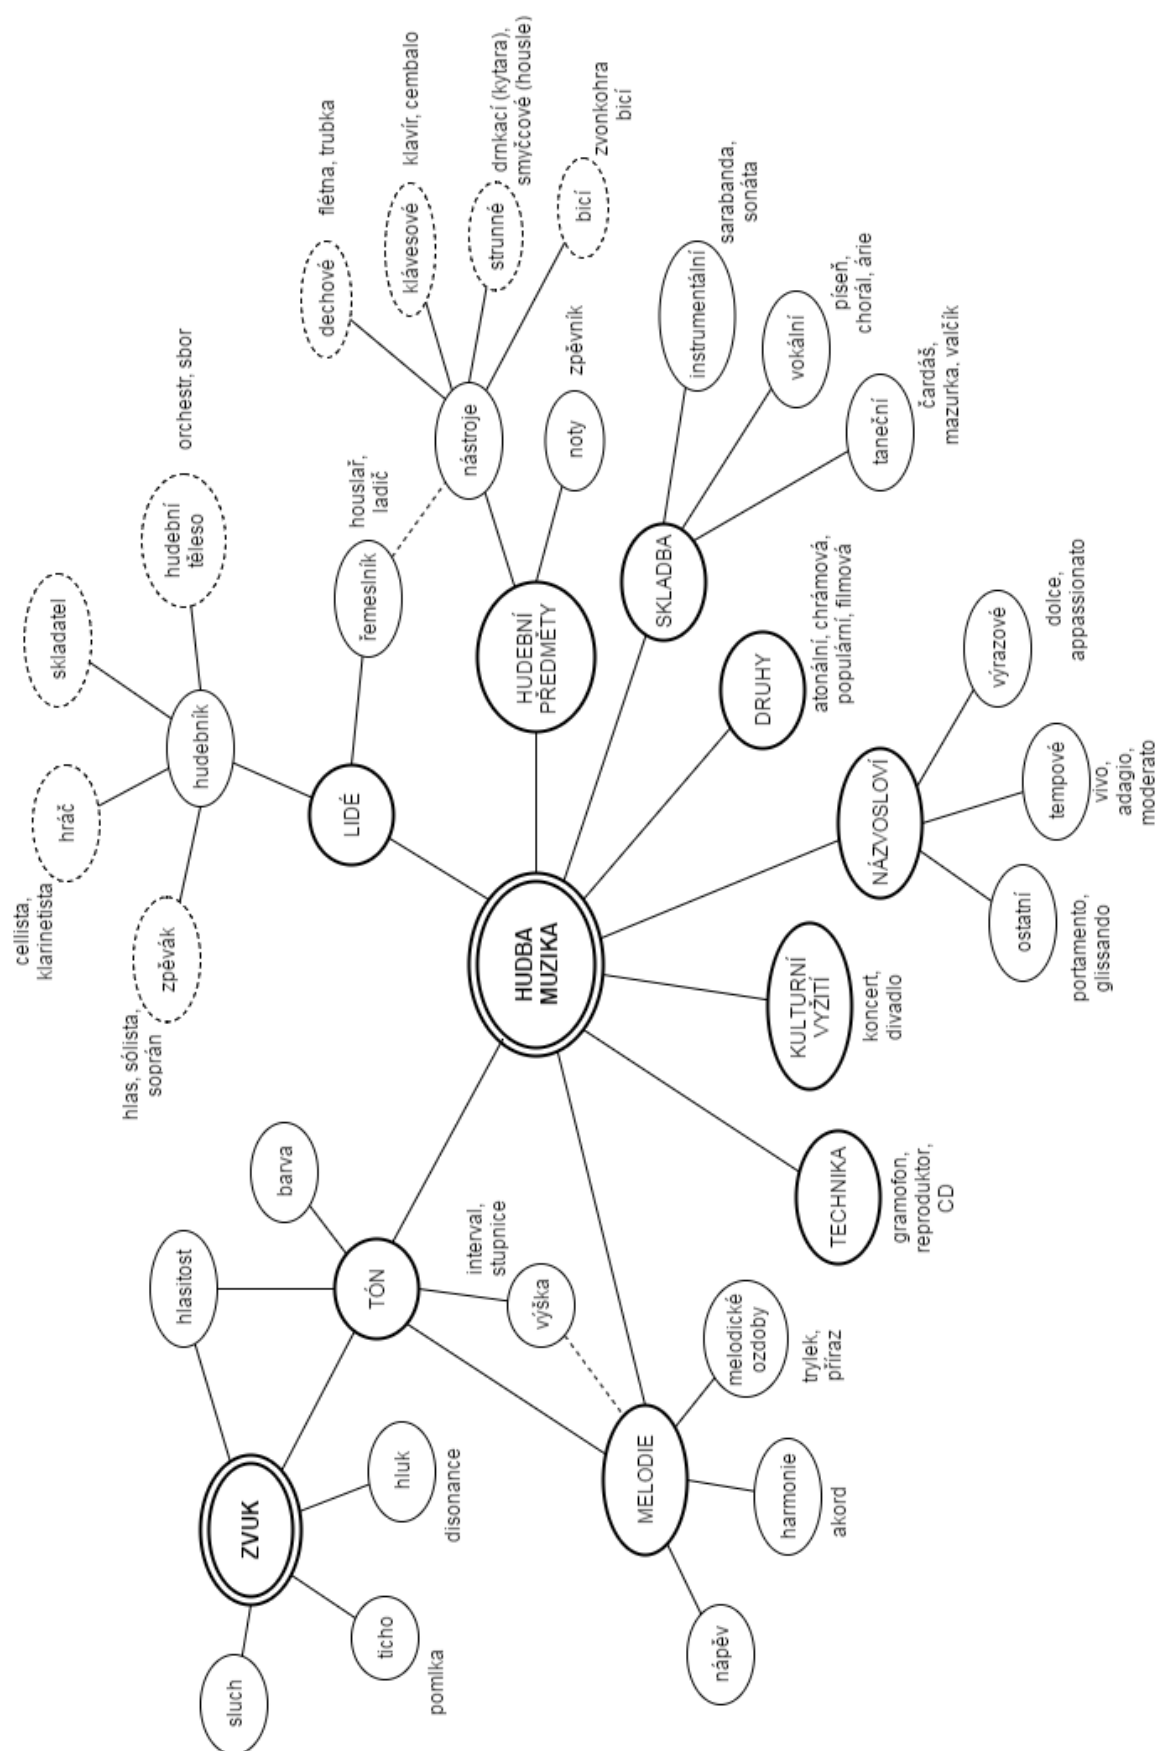 sluch
ZVUK
ticho
pomlka
hluk
disonance
hlasitost
TÓN
barva
výška
interval,
stupnice
MELODIE
nápěv
harmonie
akord
melodické
ozdoby
trylek,
příraz
HUDBA
MUZIKA
LIDÉ
hudebník
zpěvák
hlas, sólista,
soprán
hráč
cellista,
klarinetista
skladatel
hudební
těleso
orchestr, sbor
řemeslník
houslař,
ladič
HUDEBNÍ
PŘEDMĚTY
nástroje
dechové
flétna, trubka
klávesové
klavír, cembalo
strunné
drnkací (kytara),
smyčcové (housle)
bicí
zvonkohra
bicí
noty
zpěvník
SKLADBA
instrumentální
sarabanda,
sonáta
vokální
píseň,
chorál, árie
taneční
čardáš,
mazurka, valčík
DRUHY
atonální, chrámová,
populární, filmová
NÁZVOSLOVÍ
výrazové
dolce,
appassionato
tempové
vivo,
adagio,
moderato
ostatní
portamento,
glissando
KULTURNÍ
VYŽITÍ
koncert,
divadlo
TECHNIKA
gramofon,
reproduktor,
CD